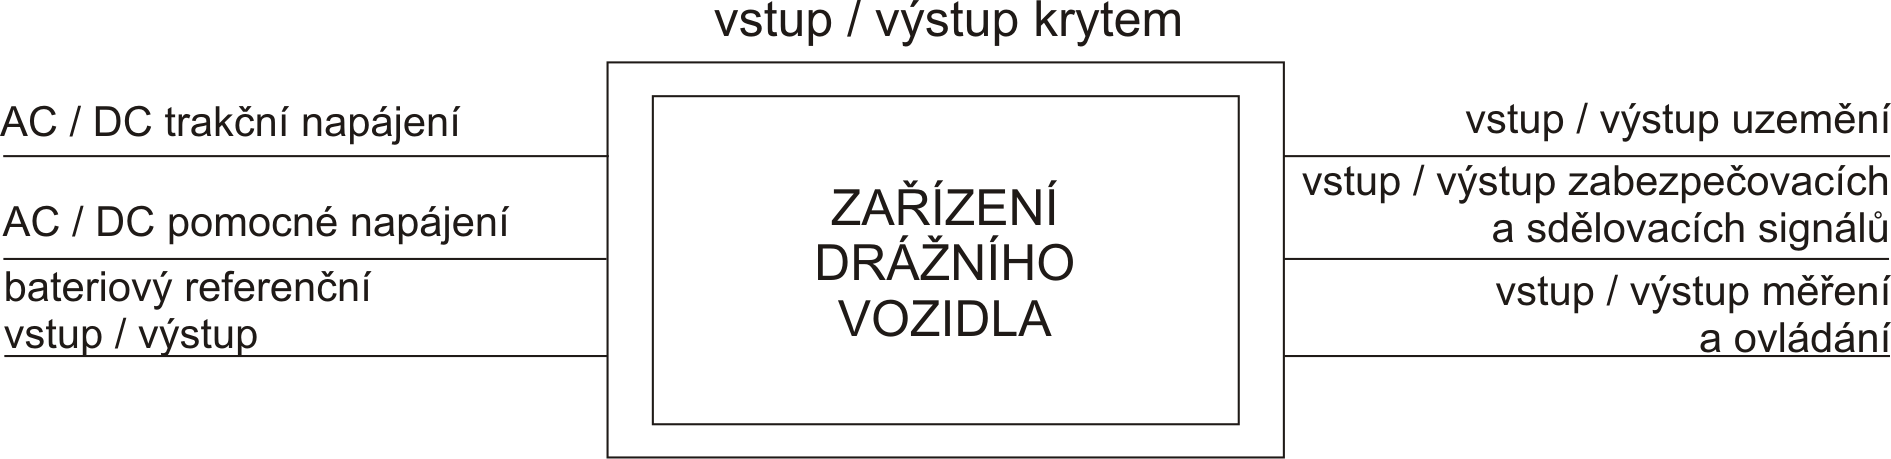 vstup / výstup krytem
AC / DC trakční napájení
AC / DC pomocné napájení
bateriový referenční
vstup / výstup
ZAŘÍZENÍ
DRÁŽNÍHO
VOZIDLA
vstup / výstup uzemění
vstup / výstup zabezpečovacích
a sdělovacích signálů
vstup / výstup měření
a ovládání